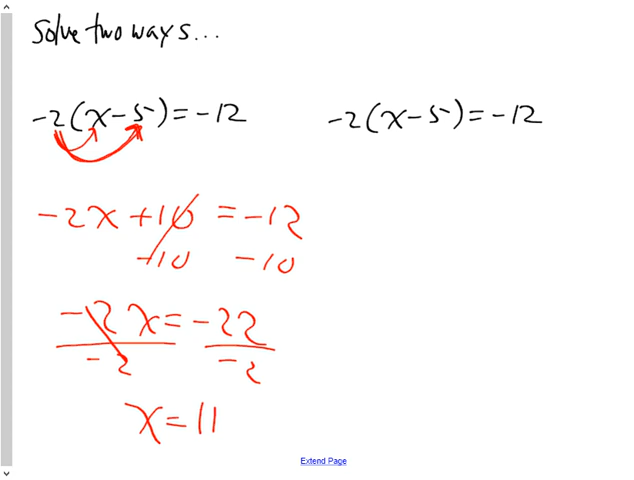 Solve two ways...
-2(x-5)=-12
-2(x-5)=-12
-2x+10=-12
-10 -10
-2x=-22
-2 -2
x=11
Extend Page